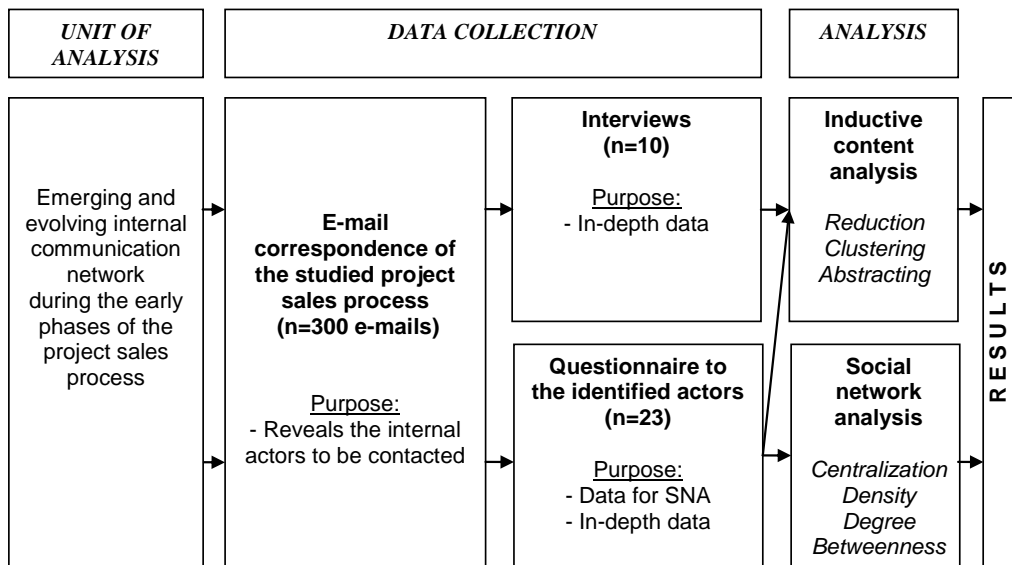 UNIT OF
ANALYSIS
DATA COLLECTION
ANALYSIS
Emerging and
evolving internal
communication
network
during the early
phases of the
project sales
process
E-mail
correspondence of
the studied project
sales process
(n=300 e-mails)
Purpose:
- Reveals the internal
actors to be contacted
Interviews
(n=10)
Purpose:
- In-depth data
Questionnaire to
the identified actors
(n=23)
Purpose:
- Data for SNA
- In-depth data
Inductive
content
analysis
Reduction
Clustering
Abstracting
Social
network
analysis
Centralization
Density
Degree
Betweenness
RESULTS